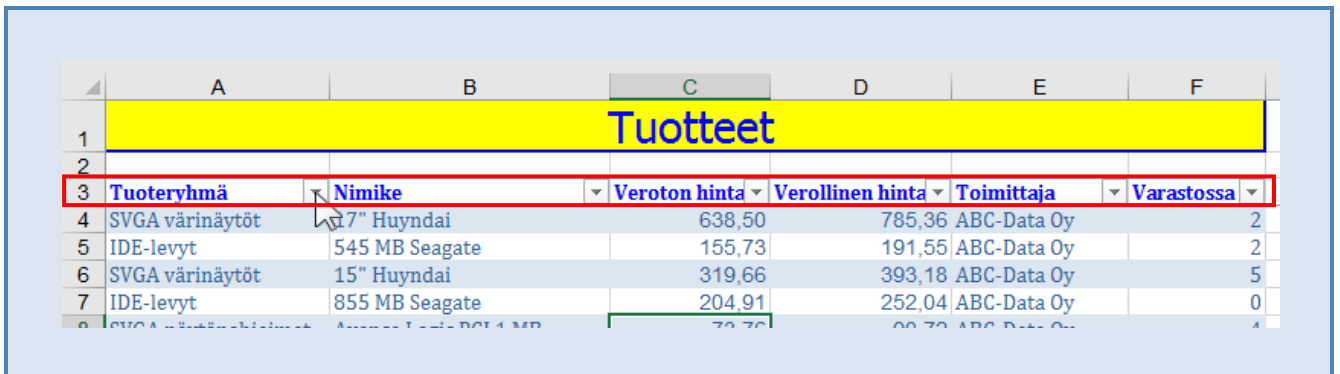 A B C D E F
1 Tuotteet
2
3 Tuoteryhmä Nimike Veroton hinta Verollinen hinta Toimittaja Varastossa
4 SVGA värinäytöt 17" Huyndai 638,50 785,36 ABC-Data Oy 2
5 IDE-levyt 545 MB Seagate 155,73 191,55 ABC-Data Oy 2
6 SVGA värinäytöt 15" Huyndai 319,66 393,18 ABC-Data Oy 5
7 IDE-levyt 855 MB Seagate 204,91 252,04 ABC-Data Oy 0